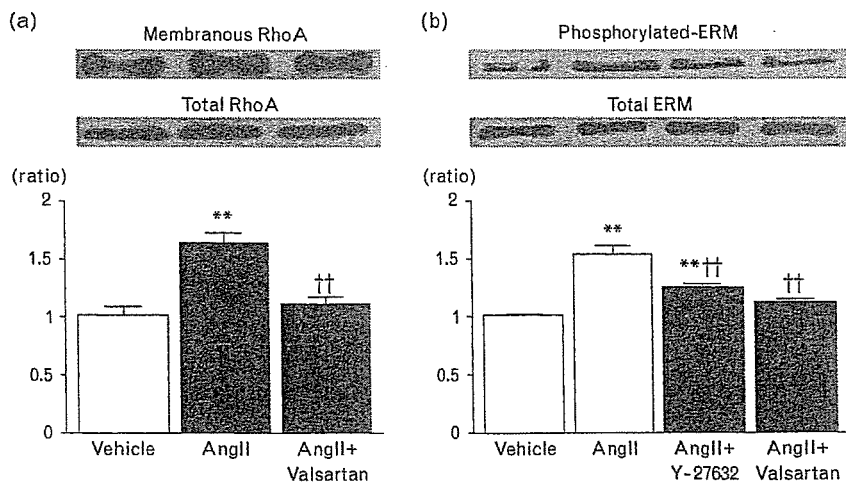 (a)
Membranous RhoA
Total RhoA
(ratio)
2
**
1.5
††
1
0.5
0
Vehicle
AngII
AngII+
Valsartan
(b)
Phosphorylated-ERM
Total ERM
(ratio)
2
**
1.5
**††
††
1
0.5
0
Vehicle
AngII
AngII+
Y-27632
AngII+
Valsartan